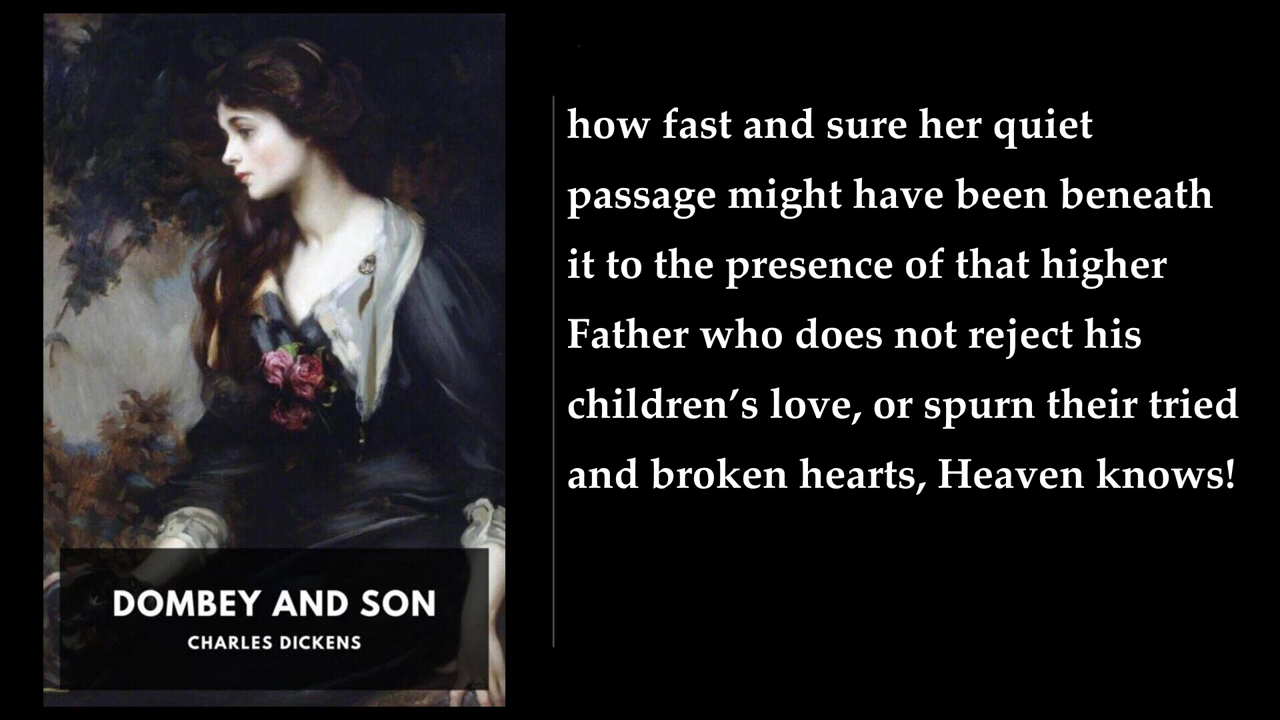 how fast and sure her quiet
passage might have been beneath
it to the presence of that higher
Father who does not reject his
children’s love, or spurn their tried
and broken hearts, Heaven knows!
DOMBEY AND SON
CHARLES DICKENS